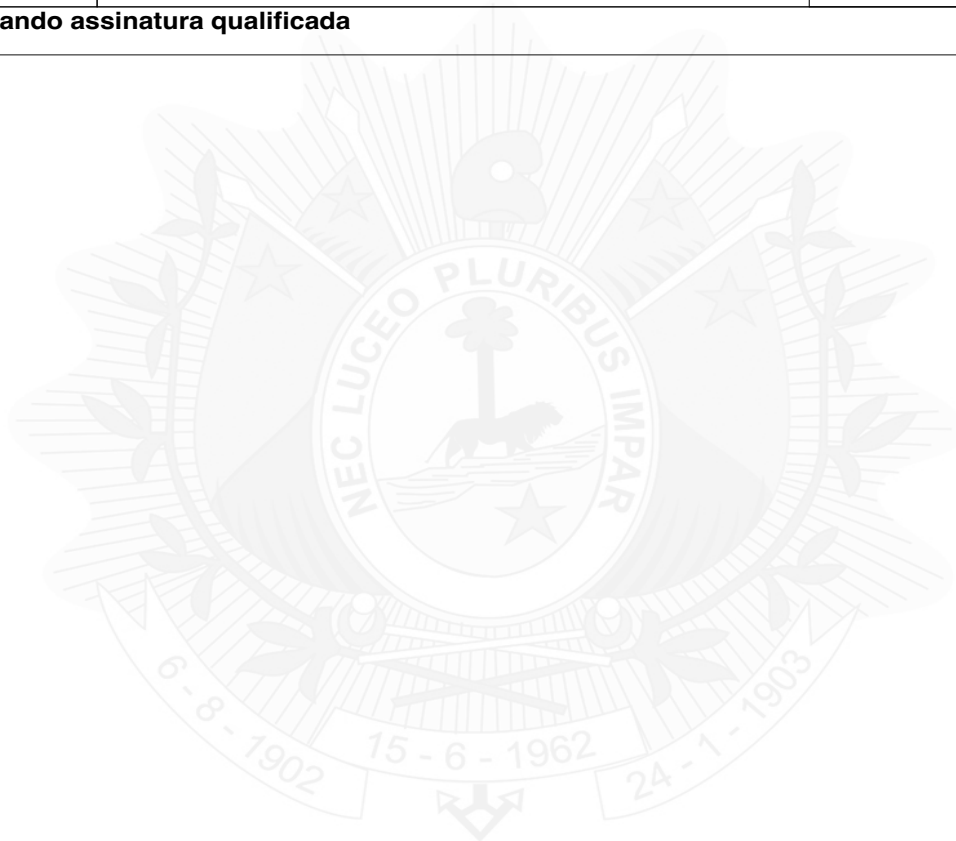 ando assinatura qualificada
NEC LUCEO PLURIBUS IMPAR
6 - 8 - 1902
15 - 6 - 1962
24 - 1 - 1903